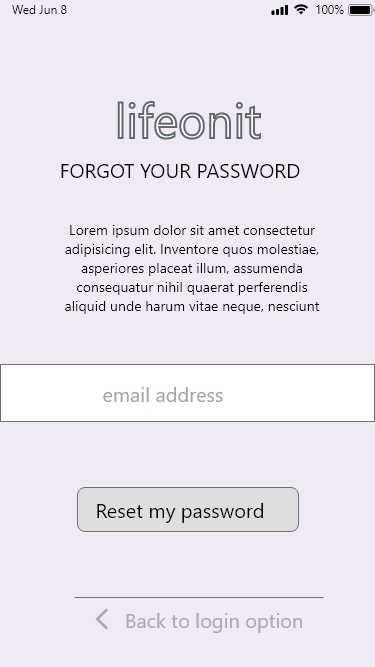 Wed Jun 8 100%
lifeonit
FORGOT YOUR PASSWORD
Lorem ipsum dolor sit amet consectetur
adipisicing elit. Inventore quos molestiae,
asperiores placeat illum, assumenda
consequatur nihil quaerat perferendis
aliquid unde harum vitae neque, nesciunt
email address
Reset my password
Back to login option